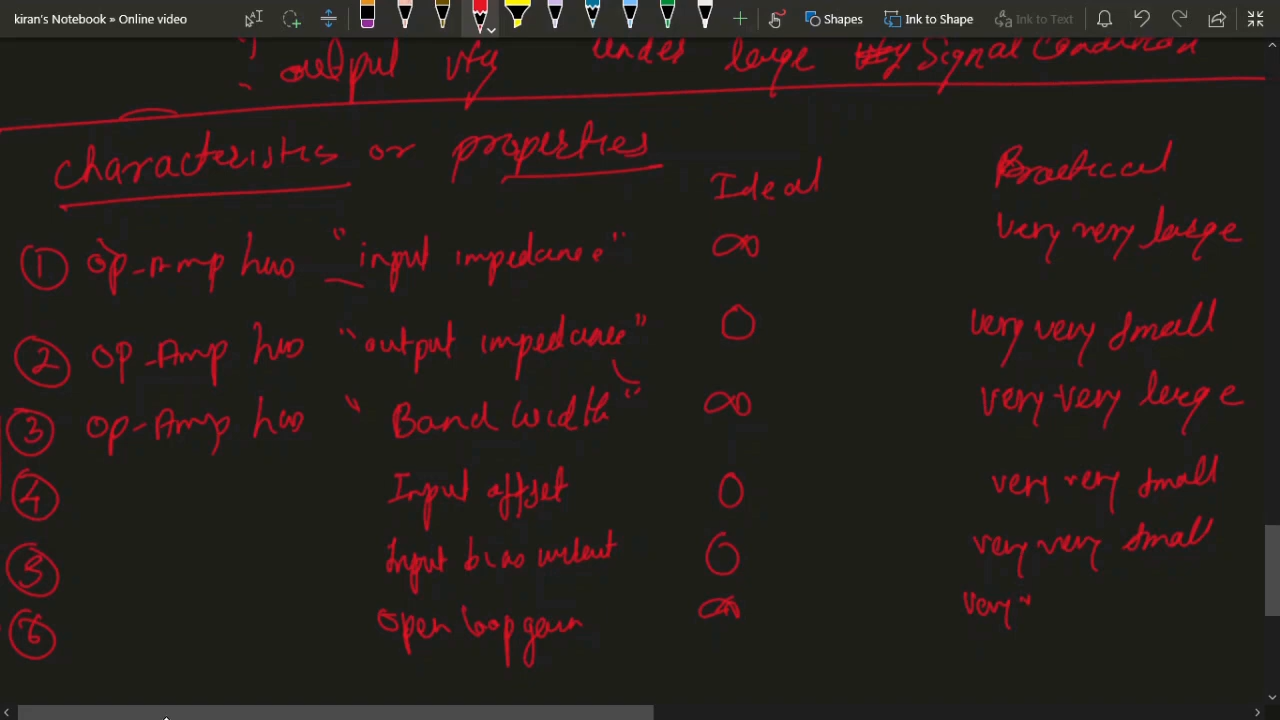 kiran's Notebook » Online video
Shapes Ink to Shape Ink to Text
output under large Signal Condition
characteristics or properties Ideal Practical
1 op-Amp has "input impedance" ∞ very very large
2 op-Amp has "output impedance" 0 very very small
3 op-Amp has "Band width" ∞ very very large
4 Input offset 0 very very small
5 Input bias 0 very very small
6 open loop gain ∞ very